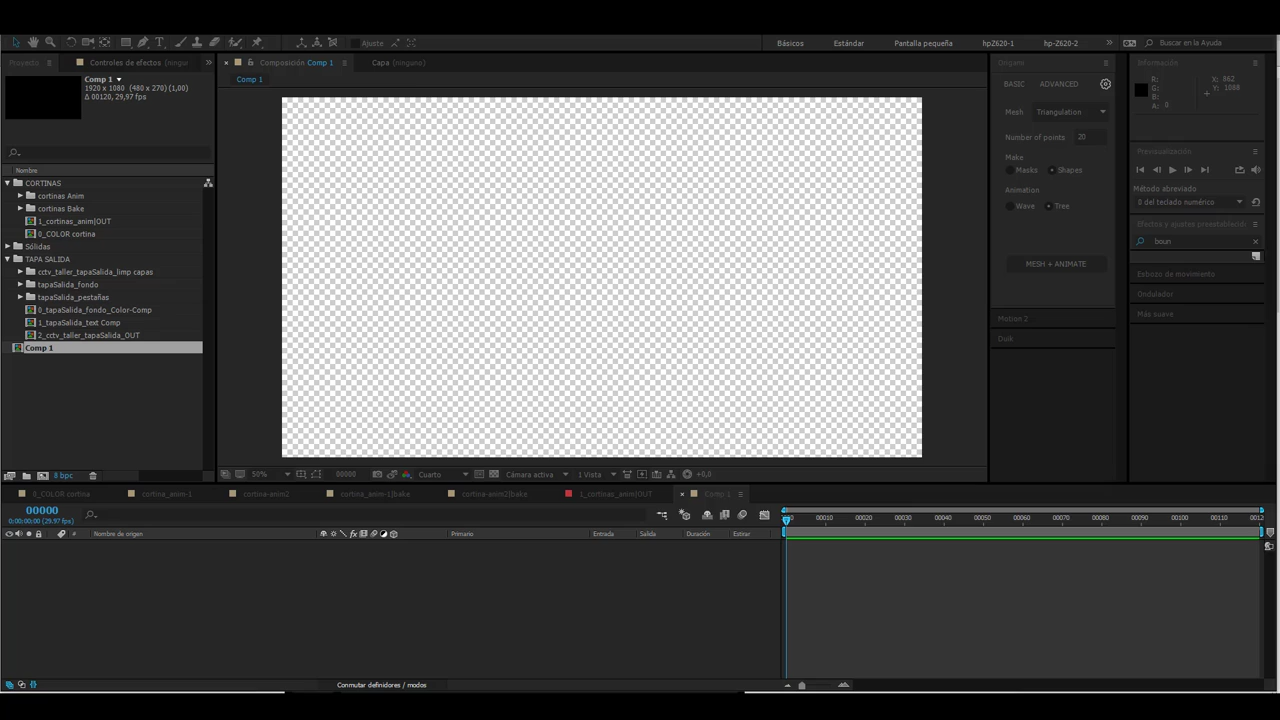 Ajuste
Básicos
Estándar
Pantalla pequeña
hpZ620-1
hp-Z620-2
Buscar en la Ayuda
Proyecto
Controles de efectos (ningu
Composición Comp 1
Capa (ninguno)
Origami
Información
Comp 1
1920 x 1080 (480 x 270) (1,00)
Δ 00120, 29,97 fps
Comp 1
BASIC
ADVANCED
R:
G:
B:
A: 0
X: 862
Y: 1088
Mesh
Triangulation
Number of points
20
Make
Masks
Shapes
Animation
Wave
Tree
MESH + ANIMATE
Motion 2
Duik
Previsualización
Método abreviado
0 del teclado numérico
Efectos y ajustes preestableci
boun
Esbozo de movimiento
Ondulador
Más suave
Nombre
CORTINAS
cortinas Anim
cortinas Bake
1_cortinas_anim|OUT
0_COLOR cortina
Sólidas
TAPA SALIDA
cctv_taller_tapaSalida_limp capas
tapaSalida_fondo
tapaSalida_pestañas
0_tapaSalida_fondo_Color-Comp
1_tapaSalida_text Comp
2_cctv_taller_tapaSalida_OUT
Comp 1
8 bpc
50%
00000
Cuarto
Cámara activa
1 Vista
+0,0
0_COLOR cortina
cortina_anim-1
cortina-anim2
cortina_anim-1|bake
cortina-anim2|bake
1_cortinas_anim|OUT
Comp 1
00000
0:00:00:00 (29.97 fps)
00010
00020
00030
00040
00050
00060
00070
00080
00090
00100
00110
0012
#
Nombre de origen
fx
Primario
Entrada
Salida
Duración
Estirar
Conmutar definidores / modos